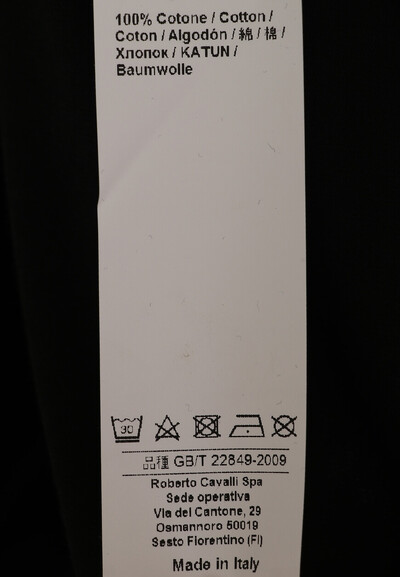 100% Cotone / Cotton /
Coton / Algodón / 綿 / 棉 /
Хлопок / KATUN /
Baumwolle
30
品種 GB/T 22849-2009
Roberto Cavalli Spa
Sede operativa
Via del Cantone, 29
Osmannoro 50019
Sesto Fiorentino (FI)
Made in Italy